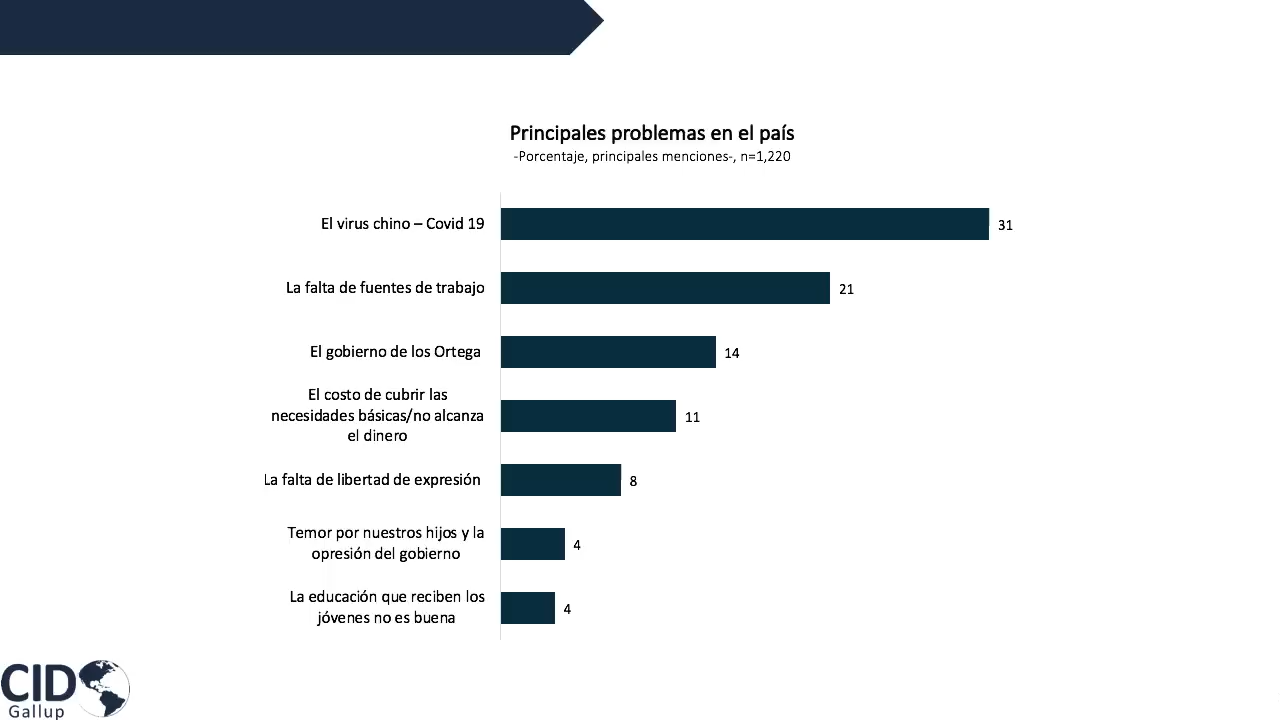 Principales problemas en el país
-Porcentaje, principales menciones-, n=1,220
El virus chino – Covid 19
31
La falta de fuentes de trabajo
21
El gobierno de los Ortega
14
El costo de cubrir las
necesidades básicas/no alcanza
el dinero
11
La falta de libertad de expresión
8
Temor por nuestros hijos y la
opresión del gobierno
4
La educación que reciben los
jóvenes no es buena
4
CID
Gallup